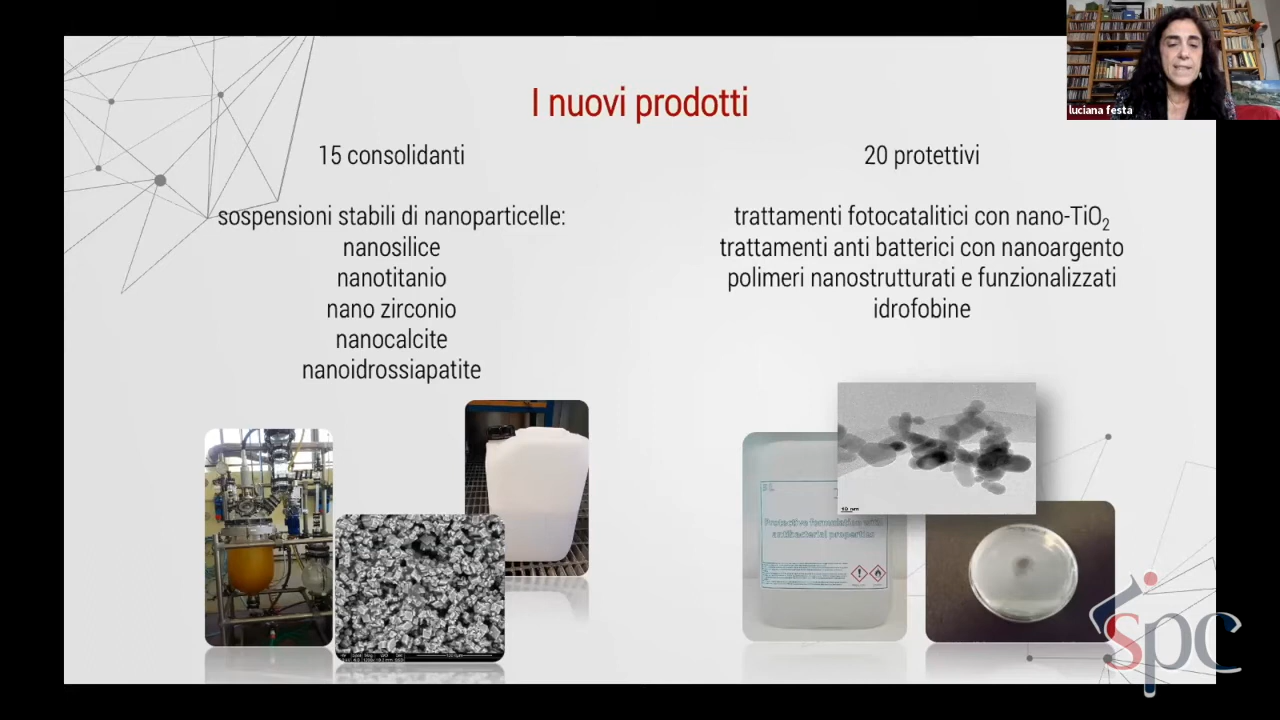 luciana festa
I nuovi prodotti
15 consolidanti
sospensioni stabili di nanoparticelle:
nanosilice
nanotitanio
nano zirconio
nanocalcite
nanoidrossiapatite
20 protettivi
trattamenti fotocatalitici con nano-TiO₂
trattamenti anti batterici con nanoargento
polimeri nanostrutturati e funzionalizzati
idrofobine
5L
Protective formulation with
antibacterial properties
spc